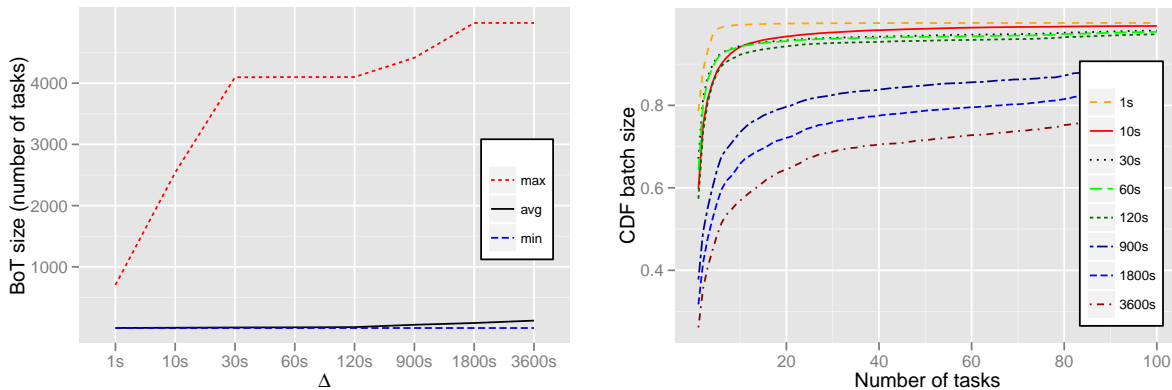 BoT size (number of tasks)
4000
3000
2000
1000
max
avg
min
1s
10s
30s
60s
120s
900s
1800s
3600s
Δ
CDF batch size
0.8
0.6
0.4
1s
10s
30s
60s
120s
900s
1800s
3600s
20
40
60
80
100
Number of tasks